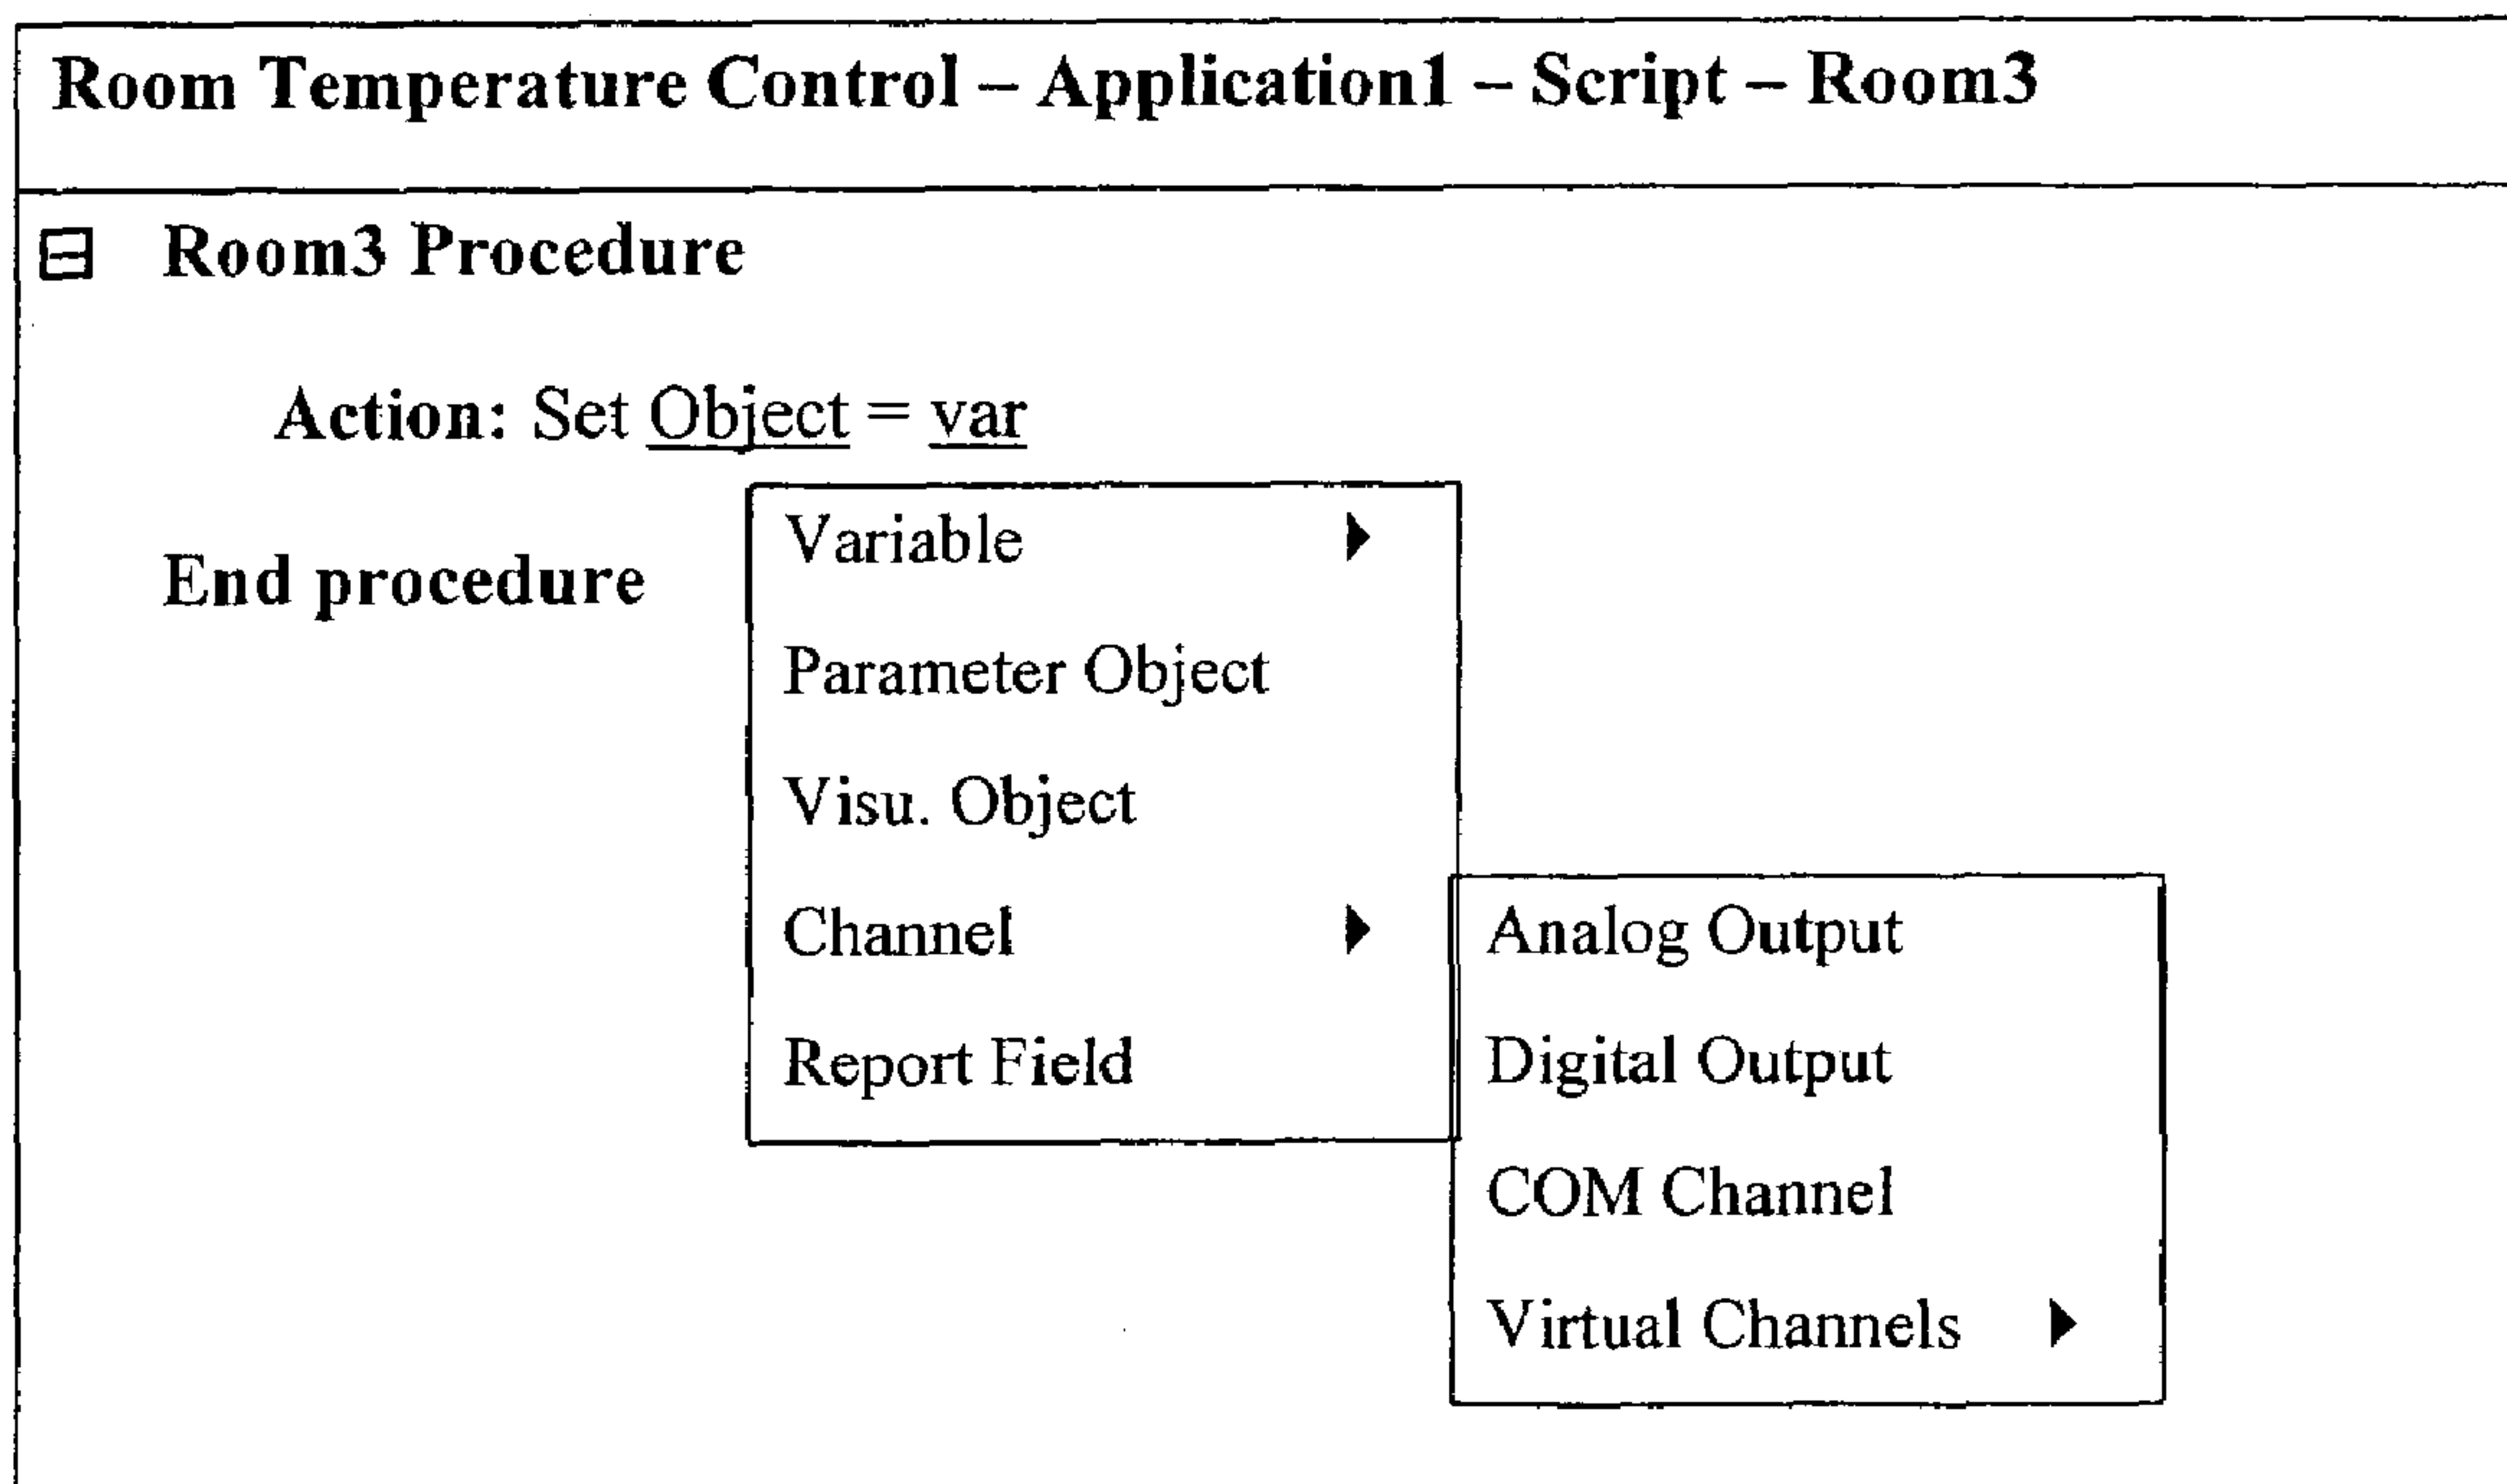 Room Temperature Control – Application1 – Script – Room3
Room3 Procedure
Action: Set Object = var
End procedure
Variable
Parameter Object
Visu. Object
Channel
Report Field
Analog Output
Digital Output
COM Channel
Virtual Channels